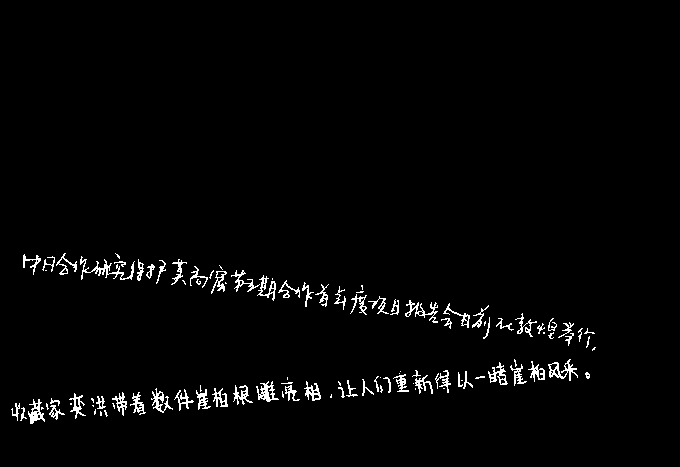 中日合作研究保护莫高窟第五期合作首年度项目报告会日前在敦煌举行,
收藏家奕洪带着数件崖柏根雕亮相,让人们重新得以一睹崖柏风采。